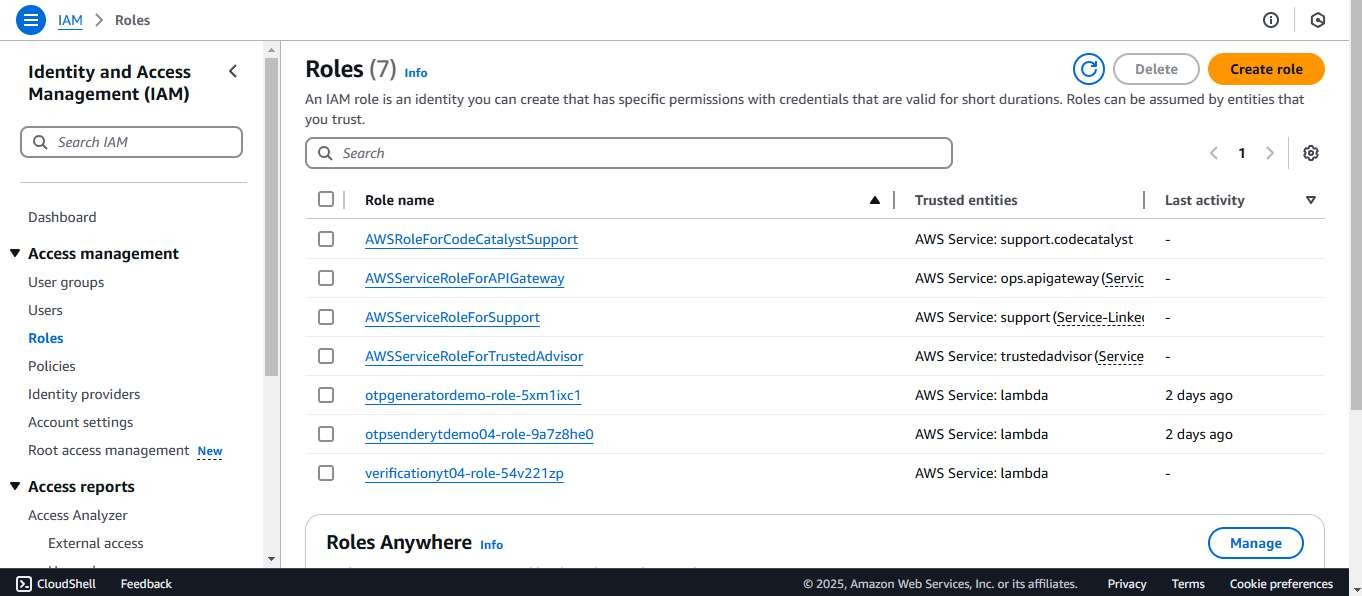 IAM > Roles
Identity and Access
Management (IAM)
Search IAM
Dashboard
Access management
User groups
Users
Roles
Policies
Identity providers
Account settings
Root access management New
Access reports
Access Analyzer
External access
Roles (7) Info
Delete
Create role
An IAM role is an identity you can create that has specific permissions with credentials that are valid for short durations. Roles can be assumed by entities that
you trust.
Search
1
Role name Trusted entities Last activity
AWSRoleForCodeCatalystSupport AWS Service: support.codecatalyst -
AWSServiceRoleForAPIGateway AWS Service: ops.apigateway (Servic -
AWSServiceRoleForSupport AWS Service: support (Service-Linked -
AWSServiceRoleForTrustedAdvisor AWS Service: trustedadvisor (Service -
otpgeneratordemo-role-5xm1ixc1 AWS Service: lambda 2 days ago
otpsenderytdemo04-role-9a7z8he0 AWS Service: lambda 2 days ago
verificationyt04-role-54v221zp AWS Service: lambda -
Roles Anywhere Info
Manage
CloudShell Feedback © 2025, Amazon Web Services, Inc. or its affiliates. Privacy Terms Cookie preferences